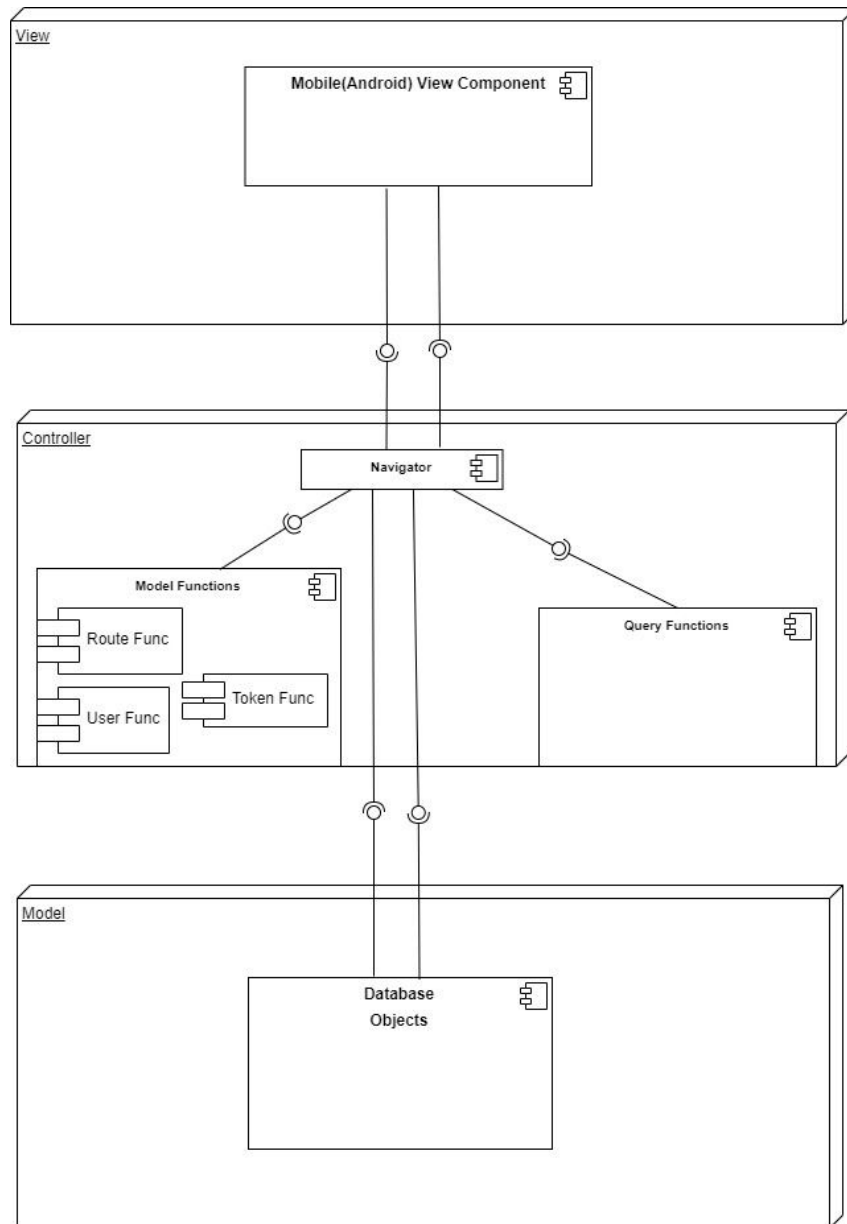 View
Mobile(Android) View Component
Controller
Navigator
Model Functions
Route Func
Token Func
User Func
Query Functions
Model
Database
Objects